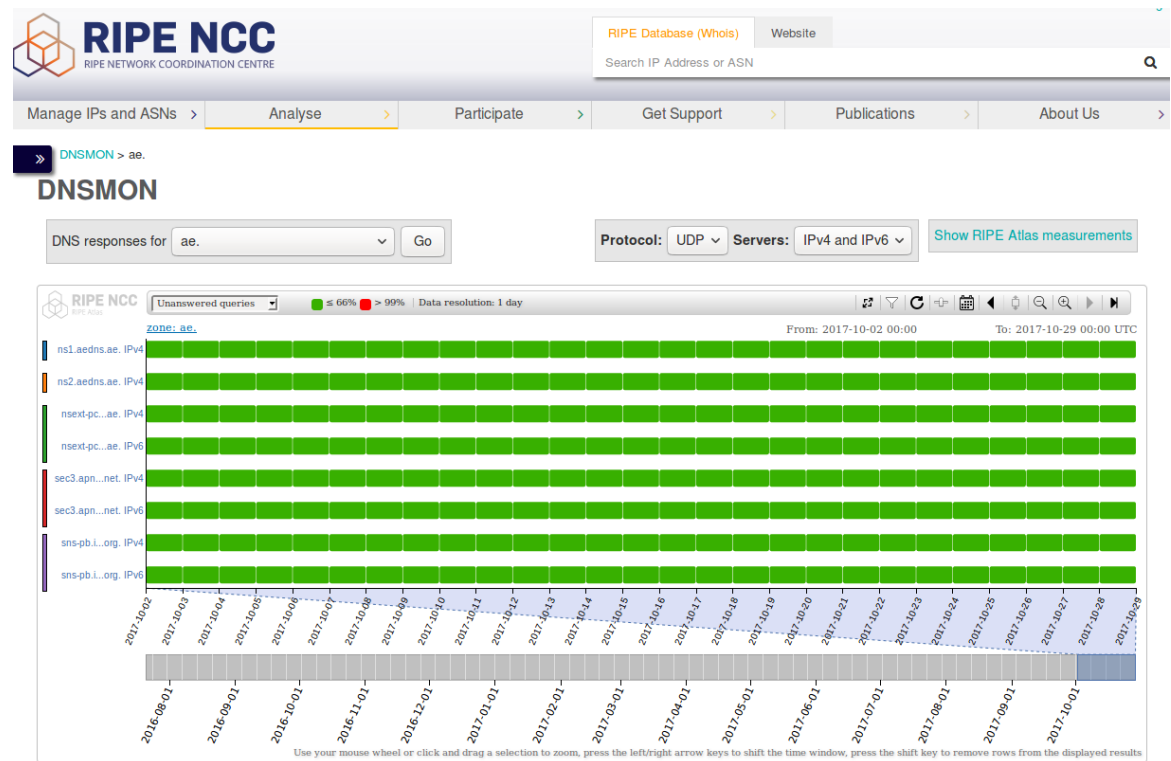 RIPE NCC
RIPE NETWORK COORDINATION CENTRE
RIPE Database (Whois) Website
Search IP Address or ASN
Manage IPs and ASNs Analyse Participate Get Support Publications About Us
DNSMON > ae.
DNSMON
DNS responses for ae. Go
Protocol: UDP Servers: IPv4 and IPv6
Show RIPE Atlas measurements
RIPE NCC
RIPE Atlas
Unanswered queries ≤ 66% > 99% Data resolution: 1 day
zone: ae. From: 2017-10-02 00:00 To: 2017-10-29 00:00 UTC
ns1.aedns.ae. IPv4
ns2.aedns.ae. IPv4
nsext-pc...ae. IPv4
nsext-pc...ae. IPv6
sec3.apn...net. IPv4
sec3.apn...net. IPv6
sns-pb.i...org. IPv4
sns-pb.i...org. IPv6
2017-10-02 2017-10-03 2017-10-04 2017-10-05 2017-10-06 2017-10-07 2017-10-08 2017-10-09 2017-10-10 2017-10-11 2017-10-12 2017-10-13 2017-10-14 2017-10-15 2017-10-16 2017-10-17 2017-10-18 2017-10-19 2017-10-20 2017-10-21 2017-10-22 2017-10-23 2017-10-24 2017-10-25 2017-10-26 2017-10-27 2017-10-28 2017-10-29
2016-08-01 2016-09-01 2016-10-01 2016-11-01 2016-12-01 2017-01-01 2017-02-01 2017-03-01 2017-04-01 2017-05-01 2017-06-01 2017-07-01 2017-08-01 2017-09-01 2017-10-01
Use your mouse wheel or click and drag a selection to zoom, press the left/right arrow keys to shift the time window, press the shift key to remove rows from the displayed results